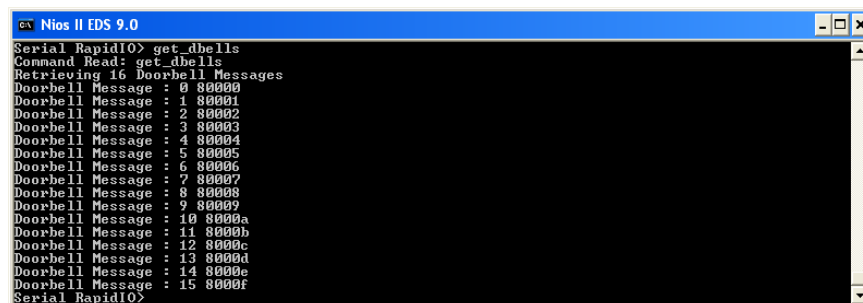 Nios II EDS 9.0
Serial RapidIO> get_dbells
Command Read: get_dbells
Retrieving 16 Doorbell Messages
Doorbell Message : 0 80000
Doorbell Message : 1 80001
Doorbell Message : 2 80002
Doorbell Message : 3 80003
Doorbell Message : 4 80004
Doorbell Message : 5 80005
Doorbell Message : 6 80006
Doorbell Message : 7 80007
Doorbell Message : 8 80008
Doorbell Message : 9 80009
Doorbell Message : 10 8000a
Doorbell Message : 11 8000b
Doorbell Message : 12 8000c
Doorbell Message : 13 8000d
Doorbell Message : 14 8000e
Doorbell Message : 15 8000f
Serial RapidIO>